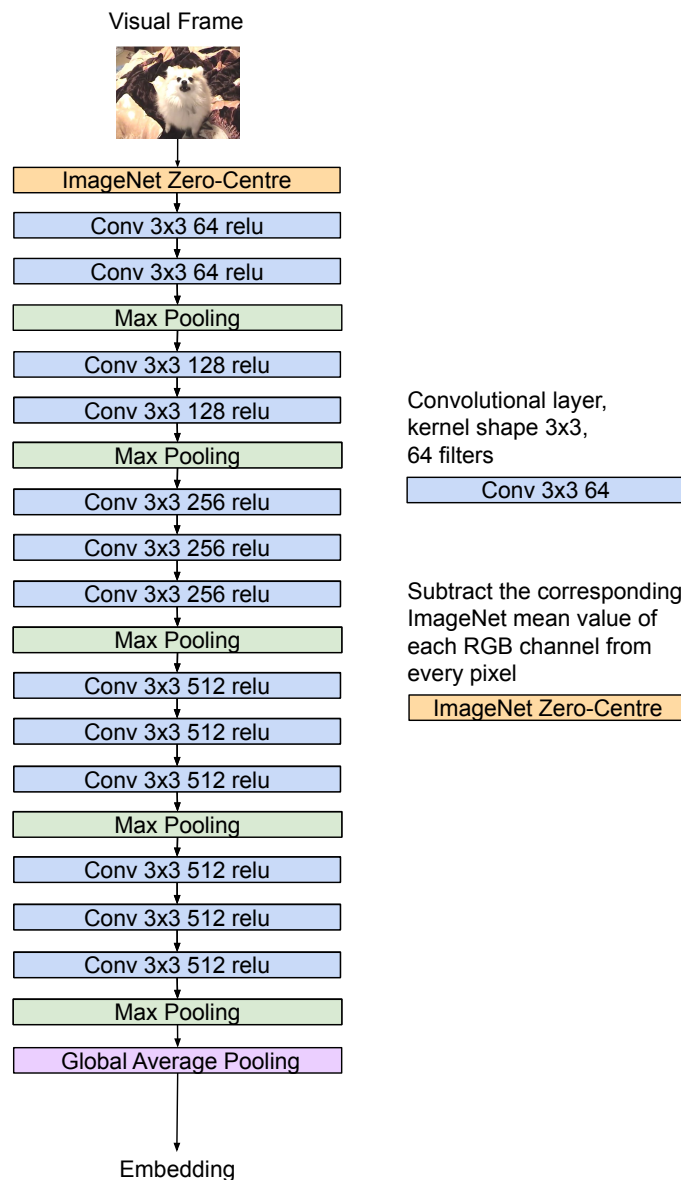 Visual Frame
ImageNet Zero-Centre
Conv 3x3 64 relu
Conv 3x3 64 relu
Max Pooling
Conv 3x3 128 relu
Conv 3x3 128 relu
Max Pooling
Conv 3x3 256 relu
Conv 3x3 256 relu
Conv 3x3 256 relu
Max Pooling
Conv 3x3 512 relu
Conv 3x3 512 relu
Conv 3x3 512 relu
Max Pooling
Conv 3x3 512 relu
Conv 3x3 512 relu
Conv 3x3 512 relu
Max Pooling
Global Average Pooling
Embedding
Convolutional layer,
kernel shape 3x3,
64 filters
Conv 3x3 64
Subtract the corresponding
ImageNet mean value of
each RGB channel from
every pixel
ImageNet Zero-Centre